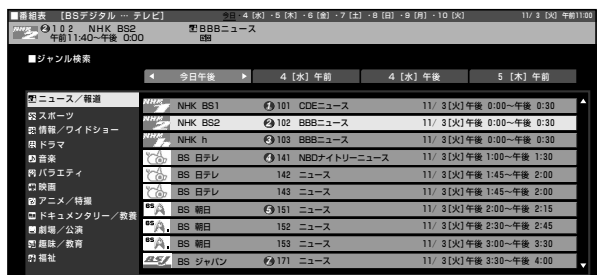 ■番組表 [BSデジタル … テレビ] 今日・4 [水]・5 [木]・6 [金]・7 [土]・8 [日]・9 [月]・10 [火] 11/ 3 [火] 午前11:00
NHK 2 ②102 NHK BS2 BBBニュース
午前11:40～午後 0:00
■ジャンル検索
◀ 今日午後 ▶ 4 [水] 午前 4 [水] 午後 5 [木] 午前
ニュース／報道
スポーツ
情報／ワイドショー
ドラマ
音楽
バラエティ
映画
アニメ／特撮
ドキュメンタリー／教養
劇場／公演
趣味／教育
福祉
NHK BS1 ①101 CDEニュース 11/ 3[火]午後 0:00～午後 0:30
NHK BS2 ②102 BBBニュース 11/ 3[火]午後 0:00～午後 0:30
NHK h ③103 BBBニュース 11/ 3[火]午後 0:00～午後 0:30
BS 日テレ ④141 NBDナイトリーニュース 11/ 3[火]午後 1:00～午後 1:30
BS 日テレ 142 ニュース 11/ 3[火]午後 1:45～午後 2:00
BS 日テレ 143 ニュース 11/ 3[火]午後 1:45～午後 2:00
BS 朝日 ⑤151 ニュース 11/ 3[火]午後 2:00～午後 2:15
BS 朝日 152 ニュース 11/ 3[火]午後 2:30～午後 2:45
BS 朝日 153 ニュース 11/ 3[火]午後 3:00～午後 3:30
BSJ BS ジャパン ⑦171 ニュース 11/ 3[火]午後 3:30～午後 4:00